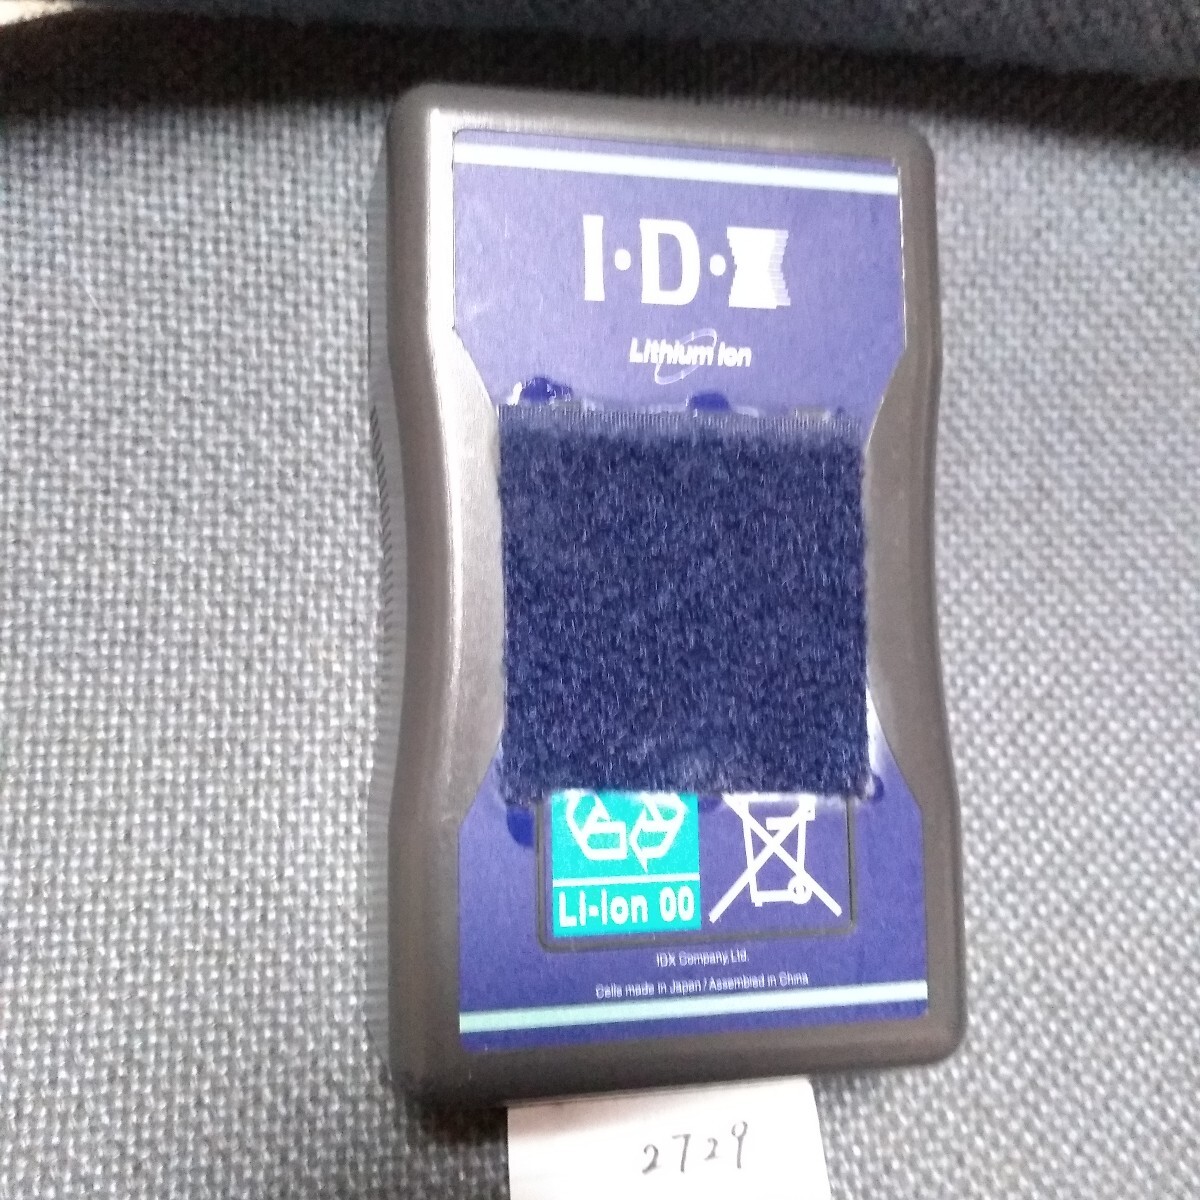 I·D·X
Lithium Ion
Li-ion 00
IDX Company, Ltd.
Cells made in Japan / Assembled in China
2729